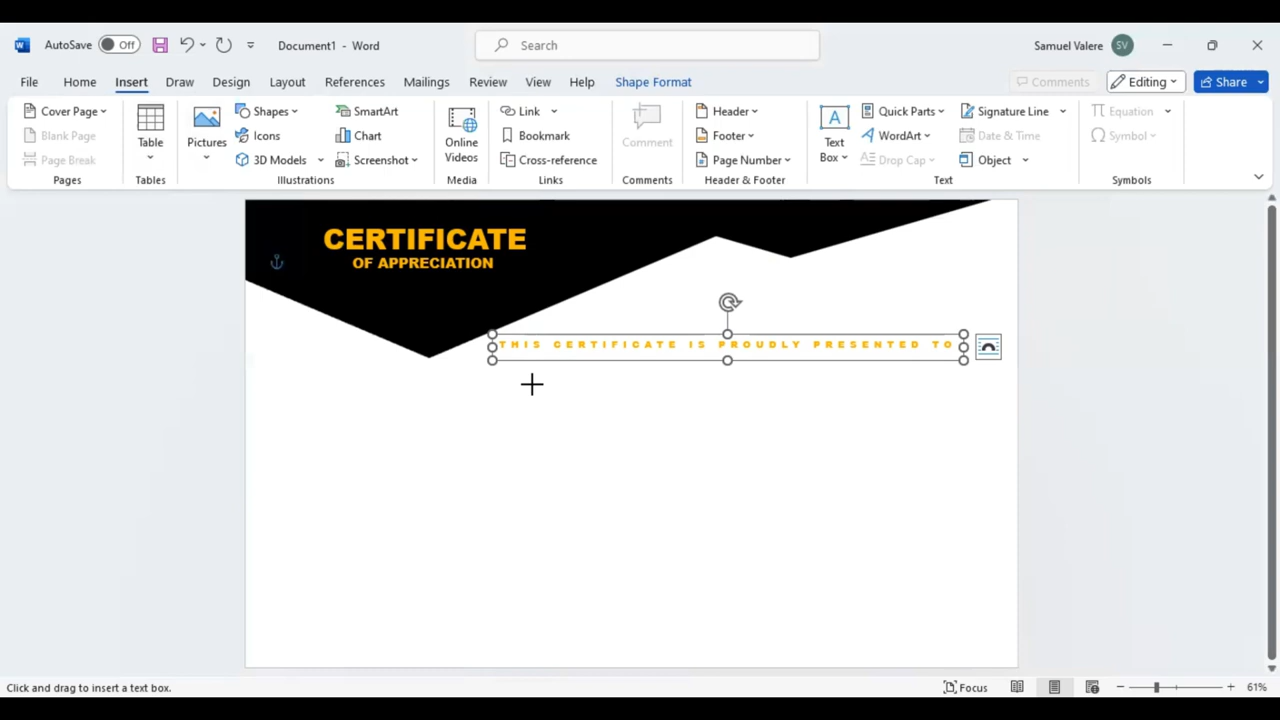 AutoSave Off Document1 - Word Search Samuel Valere SV
File Home Insert Draw Design Layout References Mailings Review View Help Shape Format Comments Editing Share
Cover Page
Blank Page
Page Break
Pages
Table
Tables
Pictures
Shapes
Icons
3D Models
SmartArt
Chart
Screenshot
Illustrations
Online
Videos
Media
Link
Bookmark
Cross-reference
Links
Comment
Comments
Header
Footer
Page Number
Header & Footer
Text
Box
Quick Parts
WordArt
Drop Cap
Signature Line
Date & Time
Object
Text
Equation
Symbol
Symbols
CERTIFICATE
OF APPRECIATION
THIS CERTIFICATE IS PROUDLY PRESENTED TO
Click and drag to insert a text box. Focus 61%